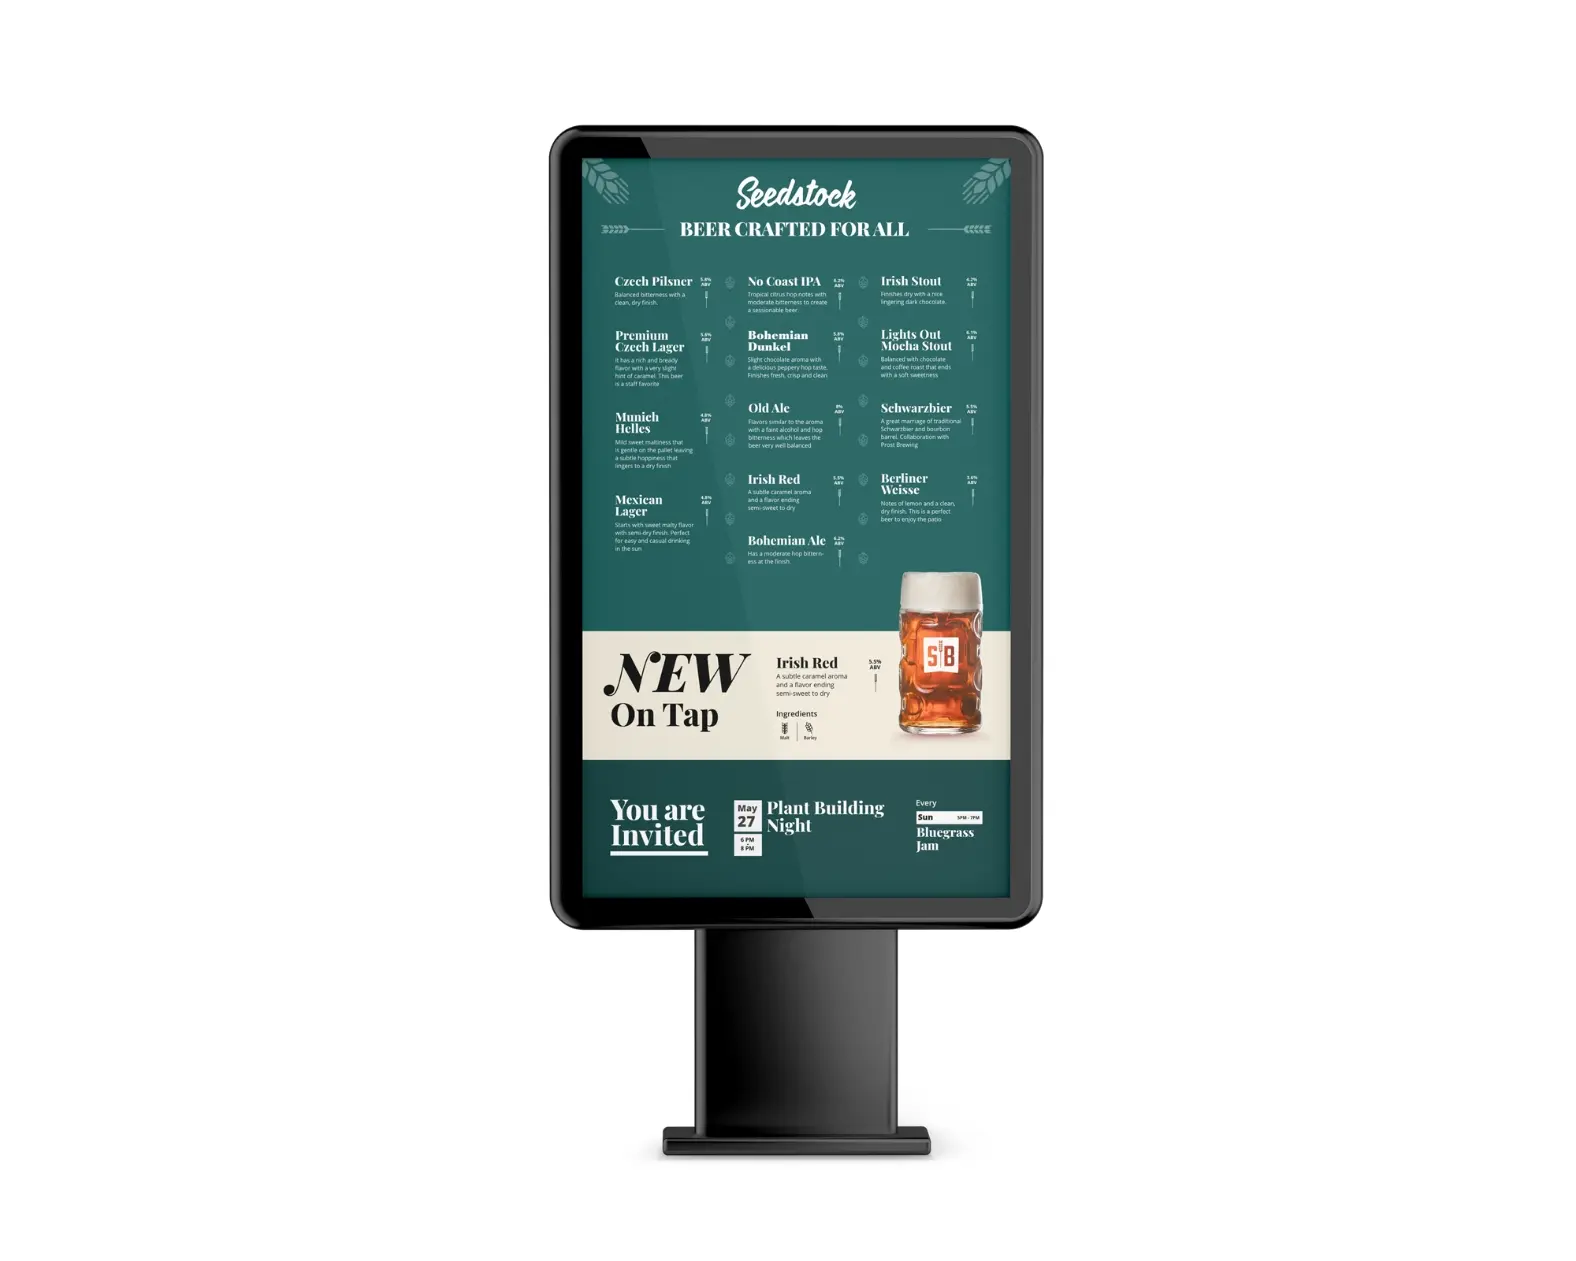 Seedstock
BEER CRAFTED FOR ALL
Czech Pilsner
5.0%
ABV
Balanced bitterness with a
clean, dry finish.
Premium
Czech Lager
5.0%
ABV
It has a rich and bready
flavor with a very slight
hint of caramel. This beer
is a staff favorite
Munich
Helles
4.8%
ABV
Mild sweet maltiness that
is gentle on the pallet leaving
a subtle hoppiness that
lingers to a dry finish
Mexican
Lager
4.8%
ABV
Starts with sweet malty flavor
with semi-dry finish. Perfect
for easy and casual drinking
in the sun
No Coast IPA
ABV
Tropical citrus hop notes with
moderate bitterness to create
a sessionable beer
Bohemian
Dunkel
5.0%
ABV
Slight chocolate aroma with
a delicious peppery hop taste.
Finishes fresh, crisp and clean
Old Ale
8%
ABV
Flavors similar to the aroma
with a faint alcohol and hop
bitterness which leaves the
beer very well balanced
Irish Red
5.5%
ABV
A subtle caramel aroma
and a flavor ending
semi-sweet to dry
Bohemian Ale
ABV
Has a moderate hop bittern-
ess at the finish
Irish Stout
4.2%
ABV
Finishes dry with a nice
lingering dark chocolate.
Lights Out
Mocha Stout
ABV
Balanced with chocolate
and coffee roast that ends
with a soft sweetness
Schwarzbier
5.5%
ABV
A great marriage of traditional
Schwarzbier and bourbon
barrel. Collaboration with
Prost Brewing
Berliner
Weisse
ABV
Notes of lemon and a clean,
dry finish. This is a perfect
beer to enjoy the patio
NEW
On Tap
Irish Red
5.5%
ABV
A subtle caramel aroma
and a flavor ending
semi-sweet to dry
Ingredients
Malt
Barley
S B
You are
Invited
May
27
6 PM
-
8 PM
Plant Building
Night
Every
Sun 5PM - 7PM
Bluegrass
Jam